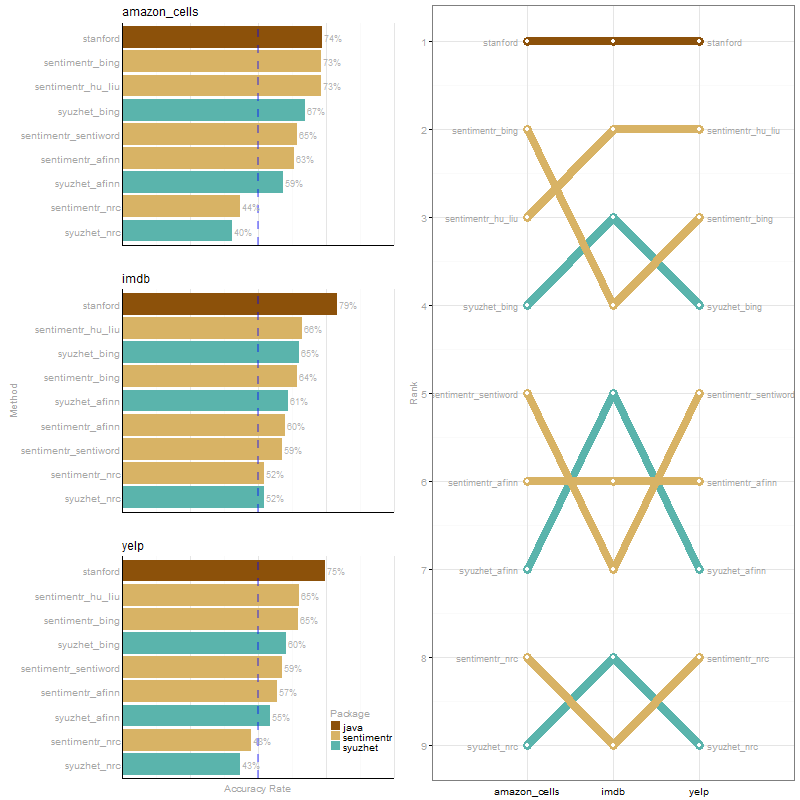 amazon_cells
stanford 74%
sentimentr_bing 73%
sentimentr_hu_liu 73%
syuzhet_bing 67%
sentimentr_sentiword 65%
sentimentr_afinn 63%
syuzhet_afinn 59%
sentimentr_nrc 44%
syuzhet_nrc 40%
imdb
stanford 79%
sentimentr_hu_liu 66%
syuzhet_bing 65%
sentimentr_bing 64%
syuzhet_afinn 61%
sentimentr_afinn 60%
sentimentr_sentiword 59%
sentimentr_nrc 52%
syuzhet_nrc 52%
Method
yelp
stanford 75%
sentimentr_hu_liu 65%
sentimentr_bing 65%
syuzhet_bing 60%
sentimentr_sentiword 59%
sentimentr_afinn 57%
syuzhet_afinn 55%
sentimentr_nrc
syuzhet_nrc 43%
Accuracy Rate
Package
java
sentimentr
syuzhet
Rank
1 stanford stanford
2 sentimentr_bing sentimentr_hu_liu
3 sentimentr_hu_liu sentimentr_bing
4 syuzhet_bing syuzhet_bing
5 sentimentr_sentiword sentimentr_sentiword
6 sentimentr_afinn sentimentr_afinn
7 syuzhet_afinn syuzhet_afinn
8 sentimentr_nrc sentimentr_nrc
9 syuzhet_nrc syuzhet_nrc
amazon_cells imdb yelp